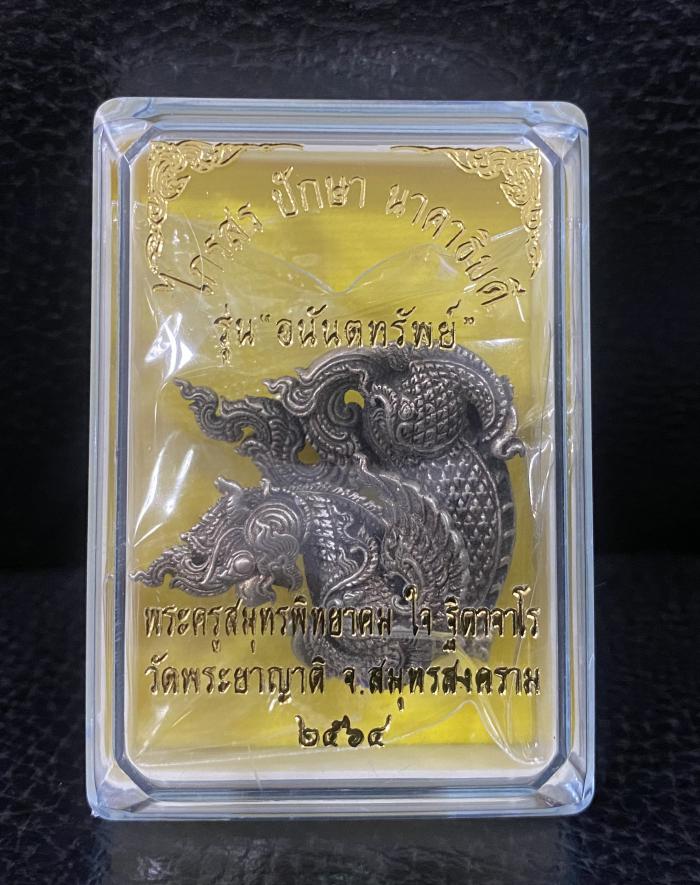 ไกรสร ปักษา นาคาธิบดี
รุ่น "อนันตทรัพย์"
พระครูสมุทรพิทยาคม ใจ ฐิตาจาโร
วัดพระยาญาติ จ.สมุทรสงคราม
๒๕๖๔